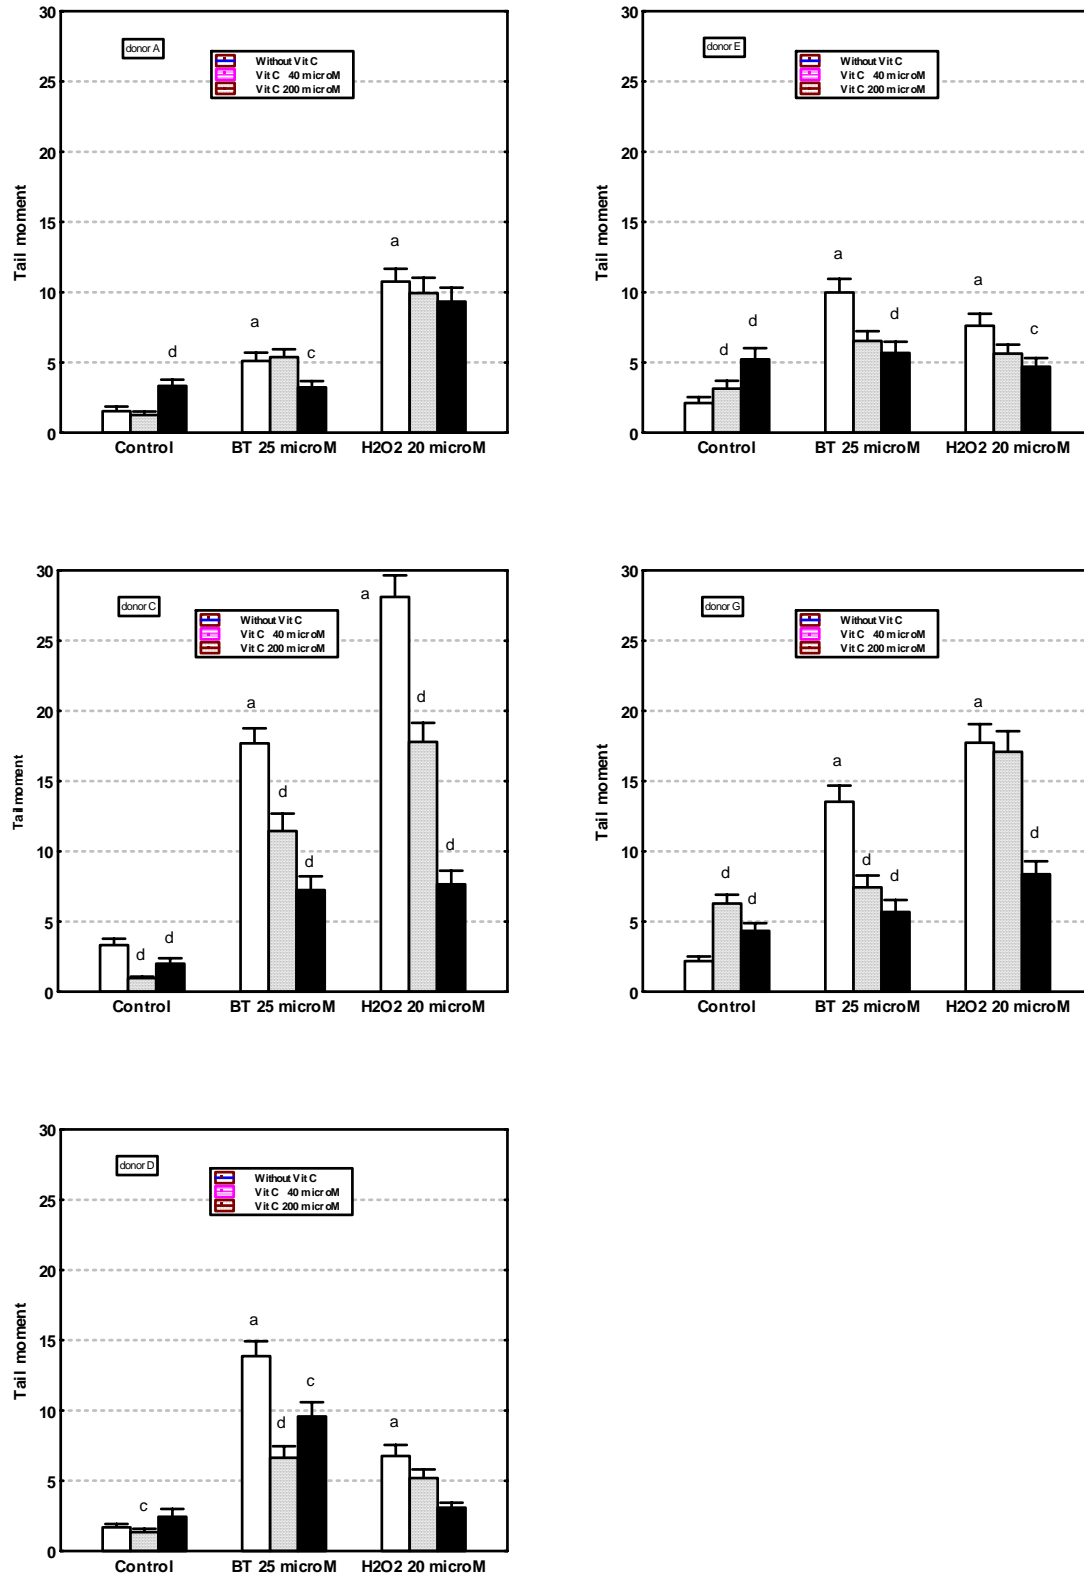 30
25
20
15
10
5
0
Tail moment
donor A
Without Vit C
Vit C 40 microM
Vit C 200 microM
d
a
c
a
Control BT 25 microM H2O2 20 microM
30
25
20
15
10
5
0
Tail moment
donor E
Without Vit C
Vit C 40 microM
Vit C 200 microM
d
d
a
d
a
c
Control BT 25 microM H2O2 20 microM
30
25
20
15
10
5
0
Tail moment
donor C
Without Vit C
Vit C 40 microM
Vit C 200 microM
d
d
a
d
d
a
d
d
Control BT 25 microM H2O2 20 microM
30
25
20
15
10
5
0
Tail moment
donor G
Without Vit C
Vit C 40 microM
Vit C 200 microM
d
d
a
d
d
a
d
Control BT 25 microM H2O2 20 microM
30
25
20
15
10
5
0
Tail moment
donor D
Without Vit C
Vit C 40 microM
Vit C 200 microM
c
a
d
c
a
Control BT 25 microM H2O2 20 microM